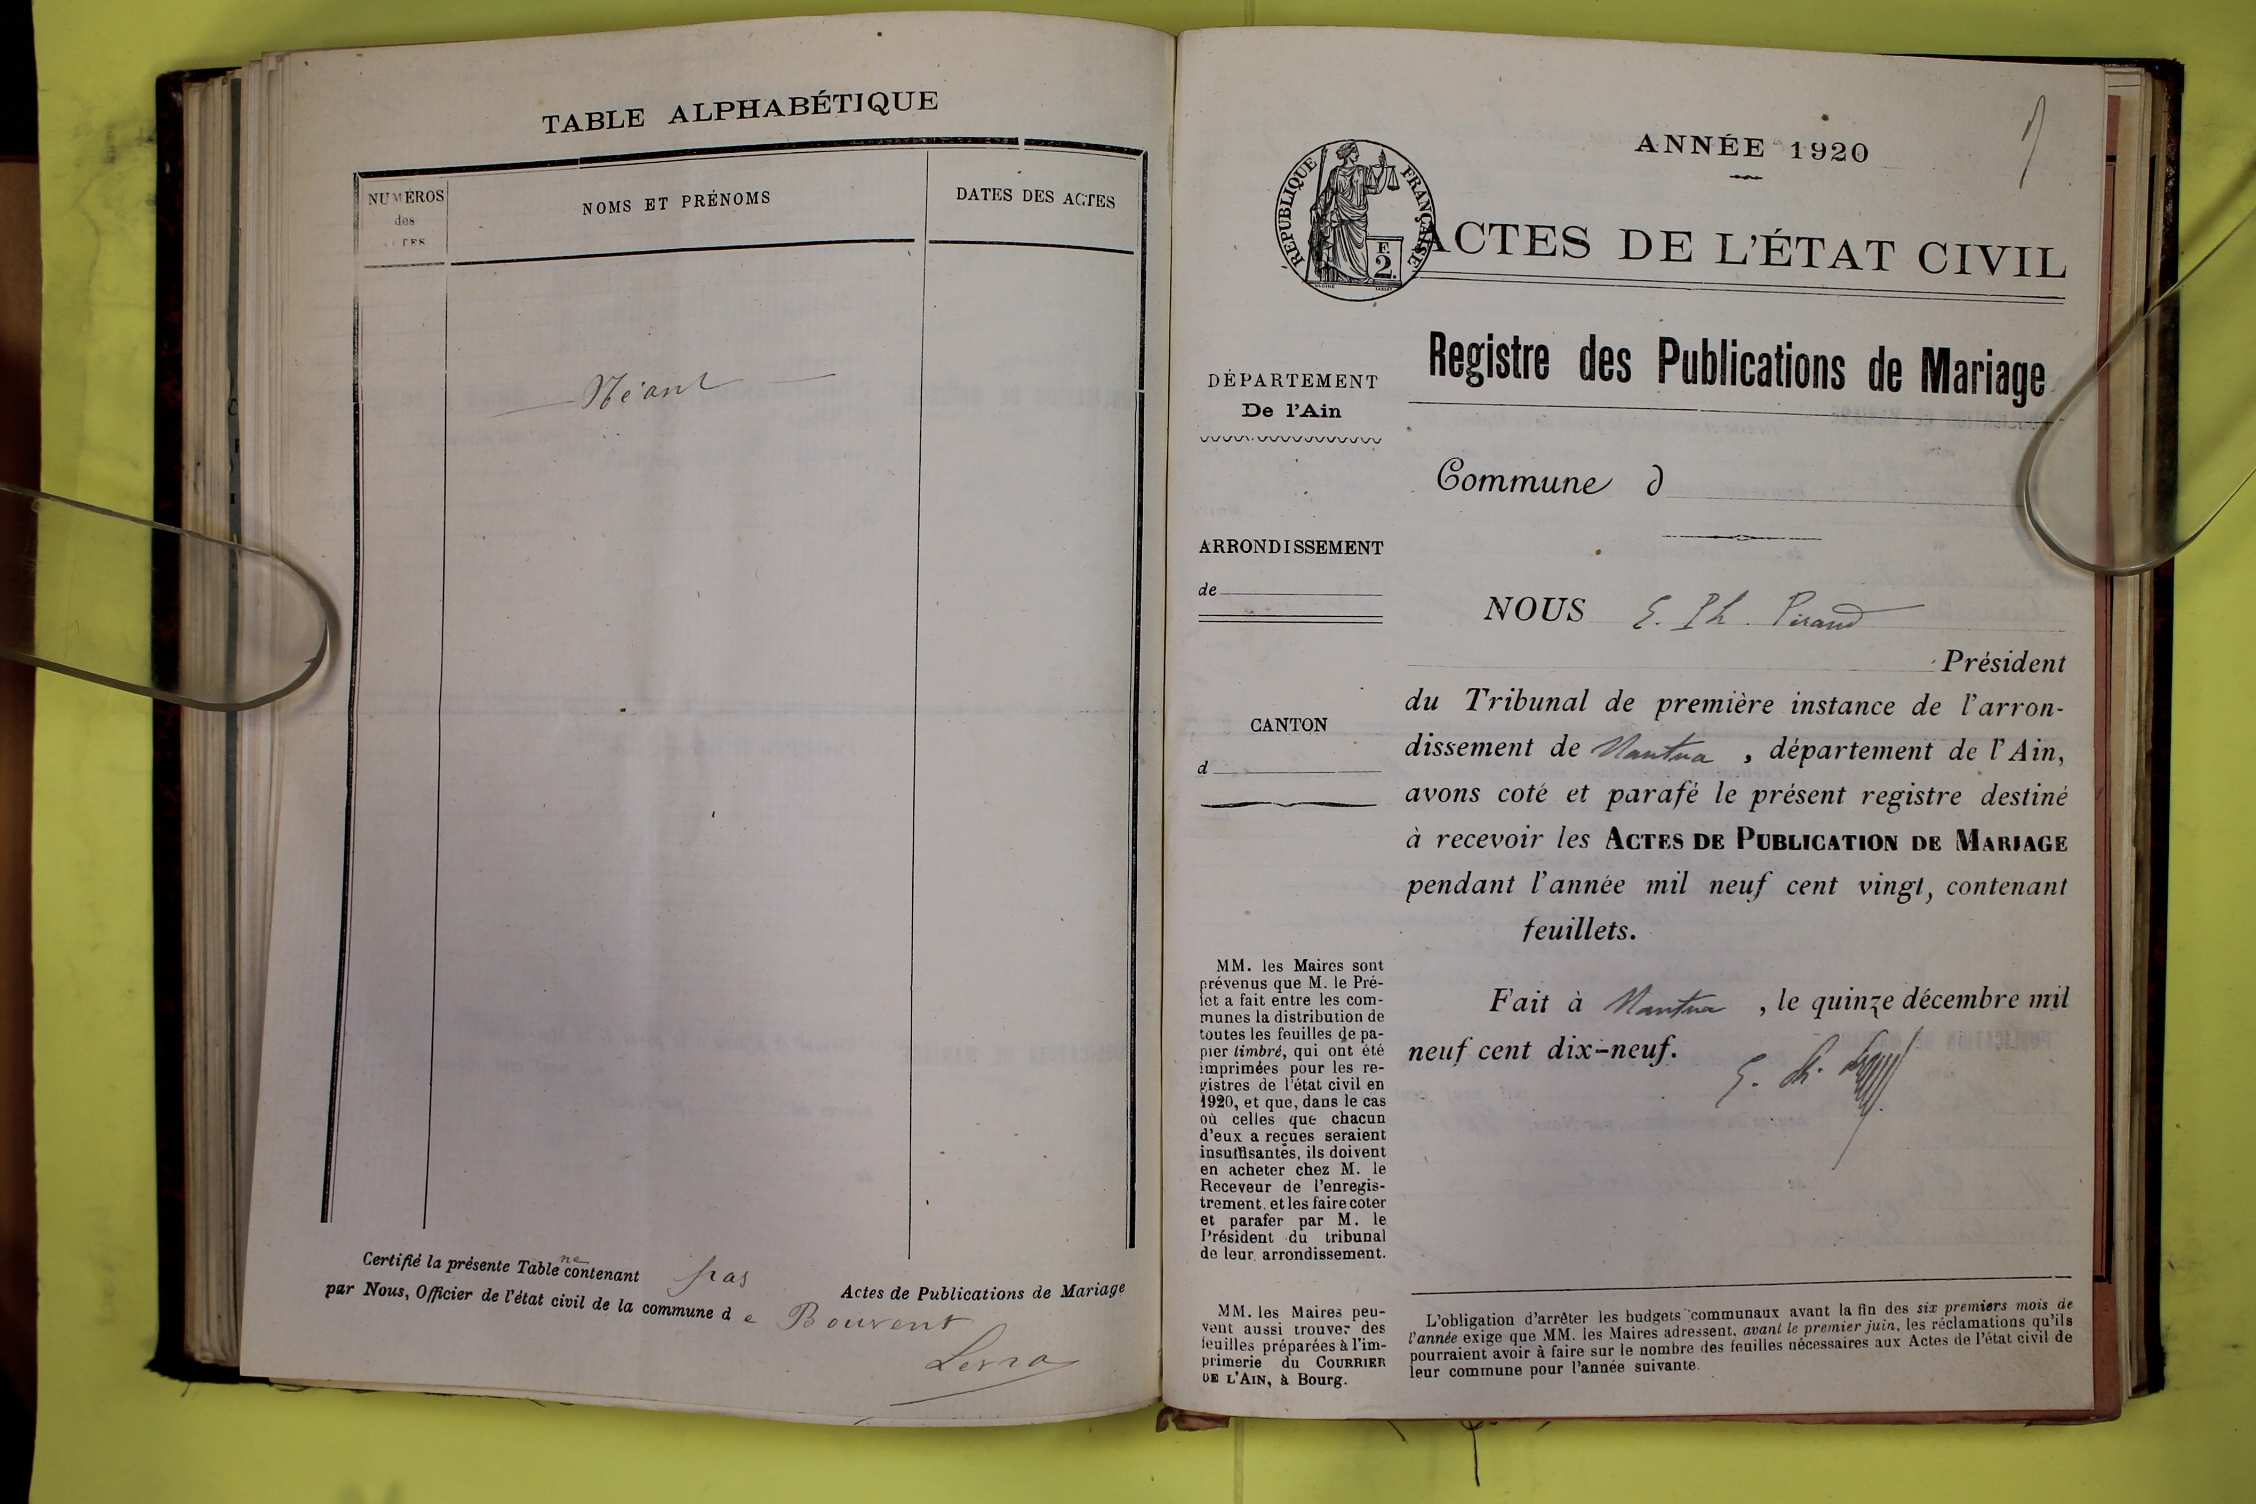 TABLE ALPHABÉTIQUE
NUMÉROS
des
ACTES
NOMS ET PRÉNOMS
DATES DES ACTES
Néant
Certifié la présente Table ne contenant pas Actes de Publications de Mariage
par Nous, Officier de l'état civil de la commune de Bouvent
ANNÉE 1920
RÉPUBLIQUE FRANÇAISE
F.
2.
ACTES DE L'ÉTAT CIVIL
Registre des Publications de Mariage
DÉPARTEMENT
De l'Ain
Commune d
ARRONDISSEMENT
de
CANTON
d
NOUS E. Ph. Piraud
Président
du Tribunal de première instance de l'arron-
dissement de Nantua, département de l'Ain,
avons coté et parafé le présent registre destiné
à recevoir les ACTES DE PUBLICATION DE MARIAGE
pendant l'année mil neuf cent vingt, contenant
feuillets.
Fait à Nantua, le quinze décembre mil
neuf cent dix-neuf.
MM. les Maires sont
prévenus que M. le Pré-
fet a fait entre les com-
munes la distribution de
toutes les feuilles de pa-
pier timbré, qui ont été
imprimées pour les re-
gistres de l'état civil en
1920, et que, dans le cas
où celles que chacun
d'eux a reçues seraient
insuffisantes, ils doivent
en acheter chez M. le
Receveur de l'enregis-
trement, et les faire coter
et parafer par M. le
Président du tribunal
de leur arrondissement.
MM. les Maires peu-
vent aussi trouver des
feuilles préparées à l'im-
primerie du COURRIER
DE L'AIN, à Bourg.
L'obligation d'arrêter les budgets communaux avant la fin des six premiers mois de
l'année exige que MM. les Maires adressent, avant le premier juin, les réclamations qu'ils
pourraient avoir à faire sur le nombre des feuilles nécessaires aux Actes de l'état civil de
leur commune pour l'année suivante.